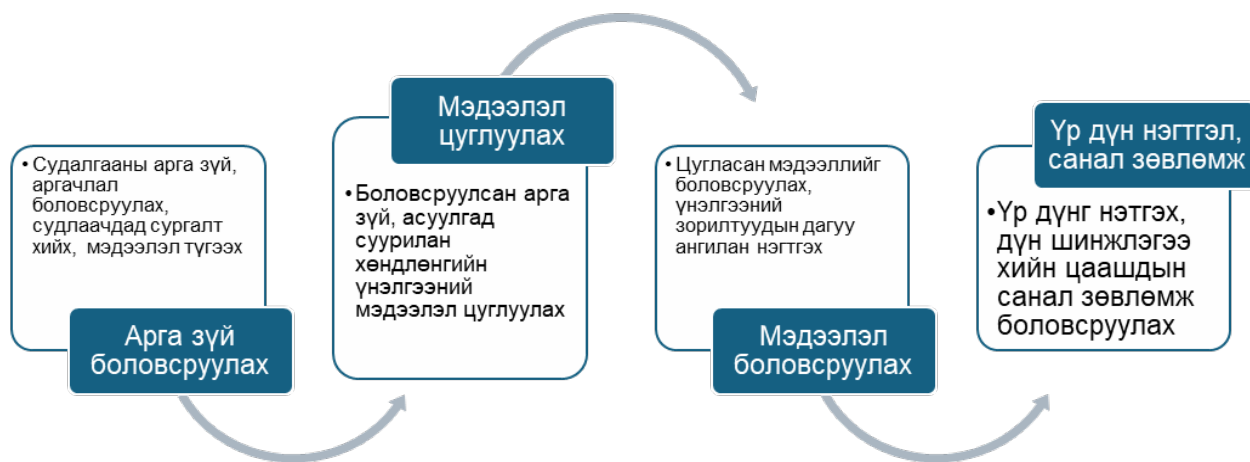 • Судалгааны арга зүй,
аргачлал
боловсруулах,
судлаачдад сургалт
хийх, мэдээлэл түгээх
Арга зүй
боловсруулах
Мэдээлэл
цуглуулах
• Боловсруулсан арга
зүй, асуулгад
суурилан
хөндлөнгийн
үнэлгээний
мэдээлэл цуглуулах
• Цугласан мэдээллийг
боловсруулах,
үнэлгээний
зорилтуудын дагуу
ангилан нэгтгэх
Мэдээлэл
боловсруулах
Үр дүн нэгтгэл,
санал зөвлөмж
• Үр дүнг нэтгэх,
дүн шинжлэгээ
хийн цаашдын
санал зөвлөмж
боловсруулах